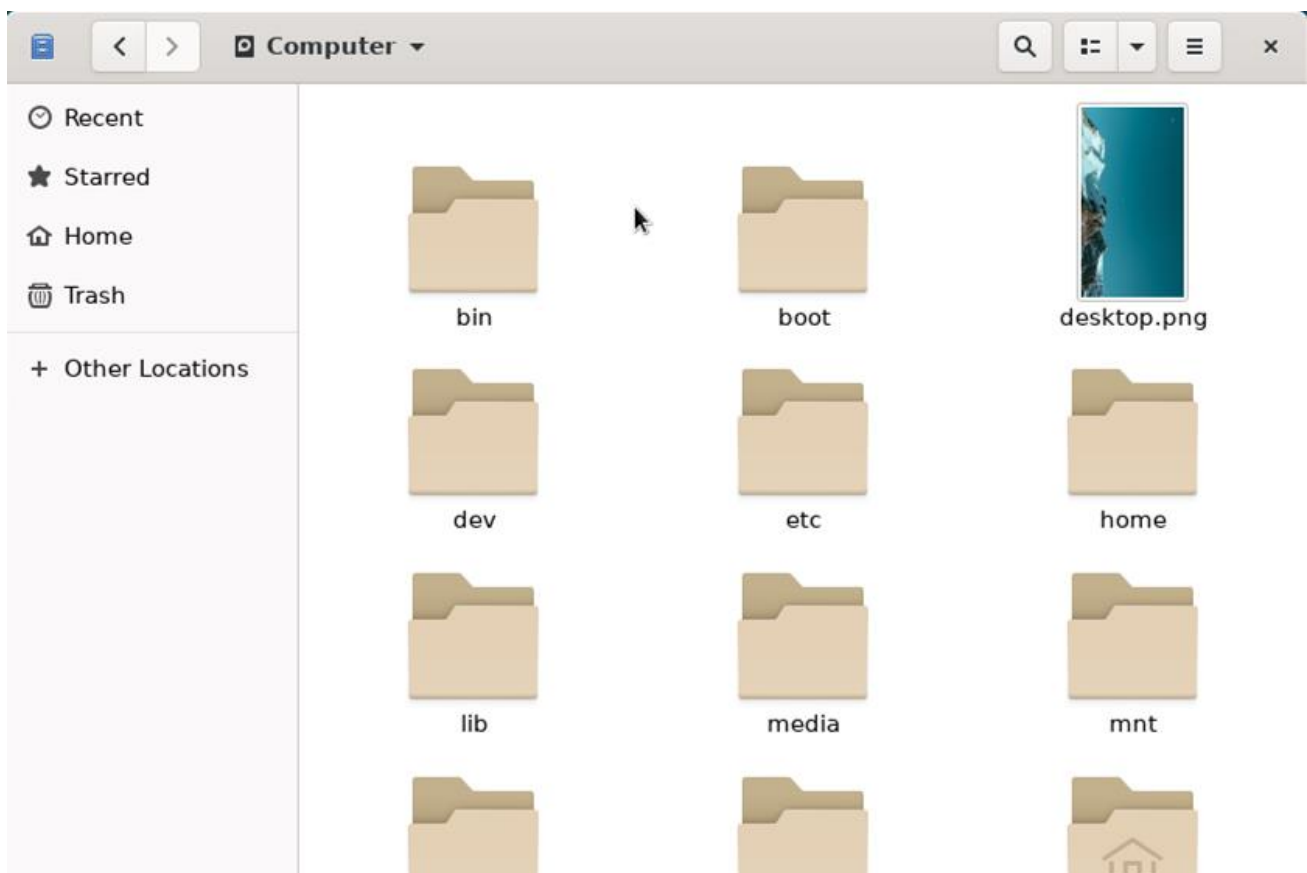 Computer
Recent
Starred
Home
Trash
Other Locations
bin
boot
desktop.png
dev
etc
home
lib
media
mnt